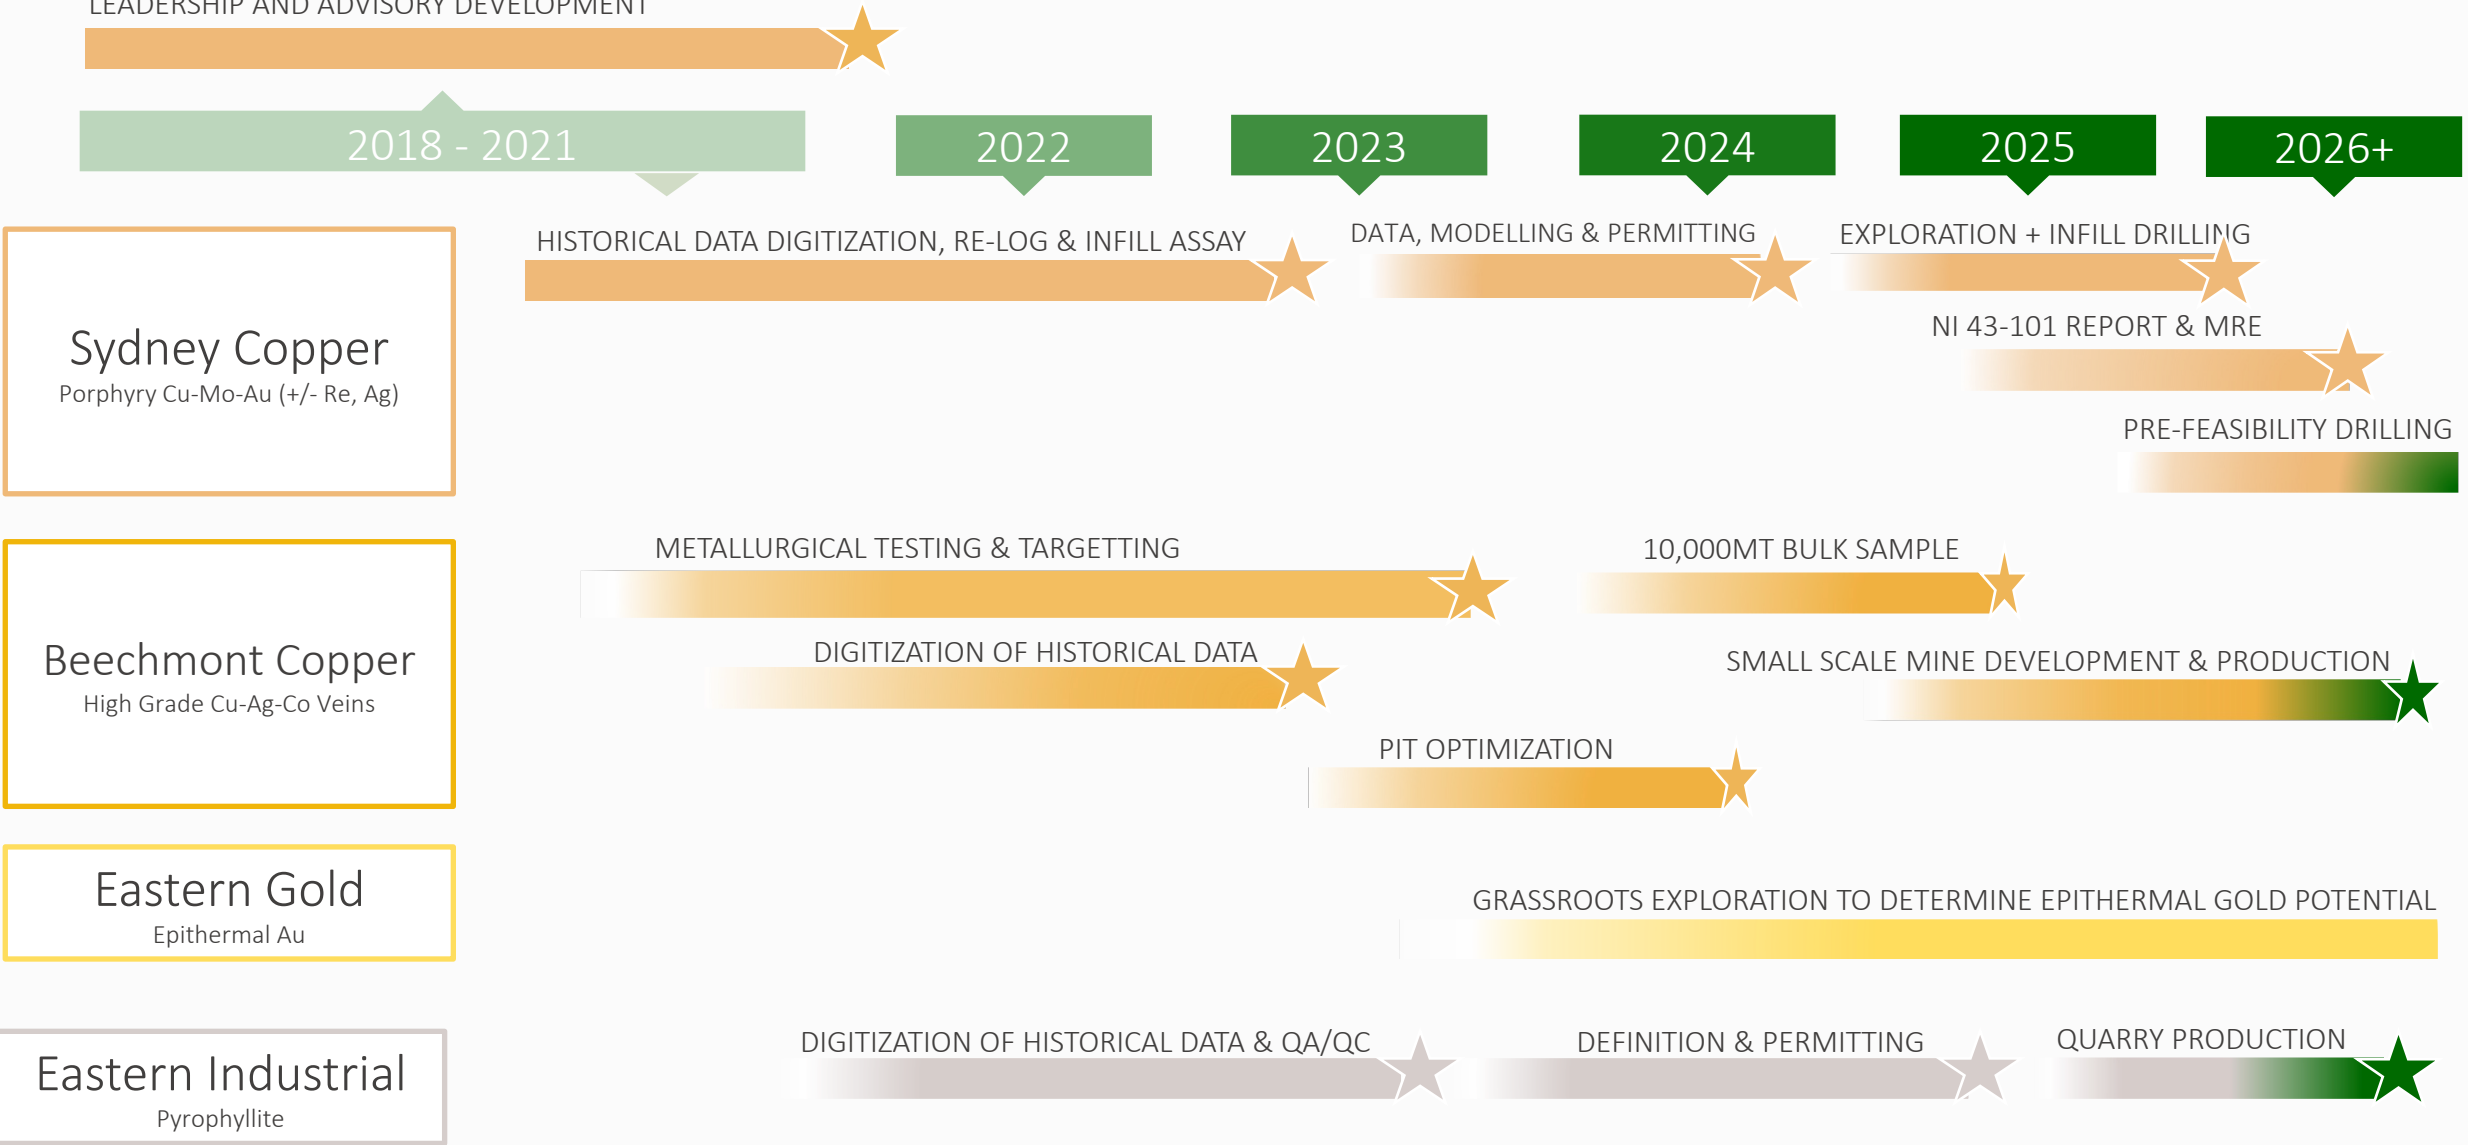 LEADERSHIP AND ADVISORY DEVELOPMENT
2018 - 2021
2022
2023
2024
2025
2026+
Sydney Copper
Porphyry Cu-Mo-Au (+/- Re, Ag)
HISTORICAL DATA DIGITIZATION, RE-LOG & INFILL ASSAY
DATA, MODELLING & PERMITTING
EXPLORATION + INFILL DRILLING
NI 43-101 REPORT & MRE
PRE-FEASIBILITY DRILLING
Beechmont Copper
High Grade Cu-Ag-Co Veins
METALLURGICAL TESTING & TARGETTING
10,000MT BULK SAMPLE
DIGITIZATION OF HISTORICAL DATA
SMALL SCALE MINE DEVELOPMENT & PRODUCTION
PIT OPTIMIZATION
Eastern Gold
Epithermal Au
GRASSROOTS EXPLORATION TO DETERMINE EPITHERMAL GOLD POTENTIAL
Eastern Industrial
Pyrophyllite
DIGITIZATION OF HISTORICAL DATA & QA/QC
DEFINITION & PERMITTING
QUARRY PRODUCTION